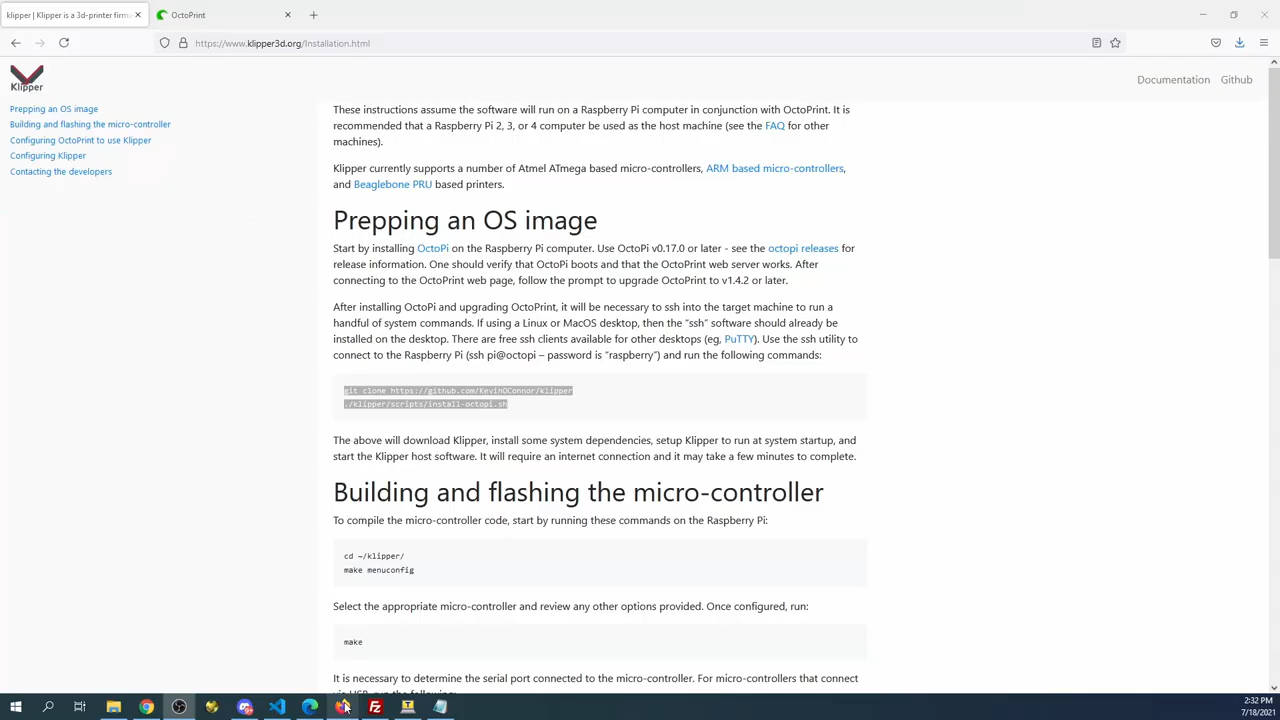 klipper | Klipper is a 3d-printer firm
OctoPrint
https://www.klipper3d.org/Installation.html
Klipper
Documentation
Github
Prepping an OS image
Building and flashing the micro-controller
Configuring OctoPrint to use Klipper
Configuring Klipper
Contacting the developers
These instructions assume the software will run on a Raspberry Pi computer in conjunction with OctoPrint. It is
recommended that a Raspberry Pi 2, 3, or 4 computer be used as the host machine (see the FAQ for other
machines).
Klipper currently supports a number of Atmel ATmega based micro-controllers, ARM based micro-controllers,
and Beaglebone PRU based printers.
Prepping an OS image
Start by installing OctoPi on the Raspberry Pi computer. Use OctoPi v0.17.0 or later - see the octopi releases for
release information. One should verify that OctoPi boots and that the OctoPrint web server works. After
connecting to the OctoPrint web page, follow the prompt to upgrade OctoPrint to v1.4.2 or later.
After installing OctoPi and upgrading OctoPrint, it will be necessary to ssh into the target machine to run a
handful of system commands. If using a Linux or MacOS desktop, then the “ssh” software should already be
installed on the desktop. There are free ssh clients available for other desktops (eg, PuTTY). Use the ssh utility to
connect to the Raspberry Pi (ssh pi@octopi – password is “raspberry”) and run the following commands:
git clone https://github.com/KevinOConnor/klipper
./klipper/scripts/install-octopi.sh
The above will download Klipper, install some system dependencies, setup Klipper to run at system startup, and
start the Klipper host software. It will require an internet connection and it may take a few minutes to complete.
Building and flashing the micro-controller
To compile the micro-controller code, start by running these commands on the Raspberry Pi:
cd ~/klipper/
make menuconfig
Select the appropriate micro-controller and review any other options provided. Once configured, run:
make
It is necessary to determine the serial port connected to the micro-controller. For micro-controllers that connect
via USB, run the following:
2:32 PM
7/18/2021